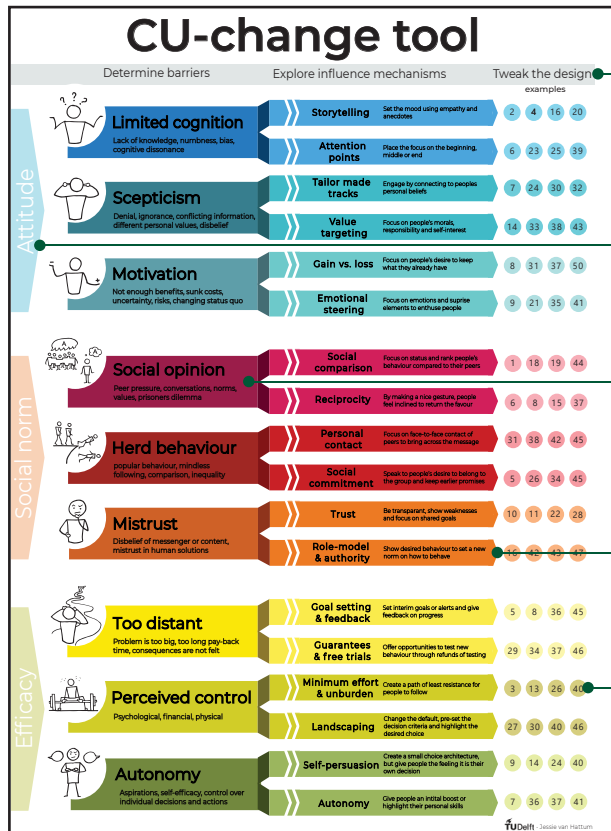 CU-change tool
Determine barriers
Explore influence mechanisms
Tweak the design
examples
Attitude
Limited cognition
Lack of knowledge, numbness, bias,
cognitive dissonance
Storytelling
Set the mood using empathy and
anecdotes
2 4 16 20
Attention
points
Place the focus on the beginning,
middle or end
6 23 25 39
Scepticism
Denial, ignorance, conflicting information,
different personal values, disbelief
Tailor made
tracks
Engage by connecting to peoples
personal beliefs
7 24 30 32
Value
targeting
Focus on people's morals,
responsibility and self-interest
14 33 38 43
Motivation
Not enough benefits, sunk costs,
uncertainty, risks, changing status quo
Gain vs. loss
Focus on people's desire to keep
what they already have
8 31 37 50
Emotional
steering
Focus on emotions and suprise
elements to enthuse people
9 21 35 41
Social norm
Social opinion
Peer pressure, conversations, norms,
values, prisoners dilemma
Social
comparison
Focus on status and rank people's
behaviour compared to their peers
1 18 19 44
Reciprocity
By making a nice gesture, people
feel inclined to return the favour
6 8 15 37
Herd behaviour
popular behaviour, mindless
following, comparison, inequality
Personal
contact
Focus on face-to-face contact of
peers to bring across the message
31 38 42 45
Social
commitment
Speak to people's desire to belong to
the group and keep earlier promises
5 26 34 45
Mistrust
Disbelief of messenger or content,
mistrust in human solutions
Trust
Be transparant, show weaknesses
and focus on shared goals
10 11 22 28
Role-model
& authority
Show desired behaviour to set a new
norm on how to behave
16 42 43 47
Efficacy
Too distant
Problem is too big, too long pay-back
time, consequences are not felt
Goal setting
& feedback
Set interim goals or alerts and give
feedback on progress
5 8 36 45
Guarantees
& free trials
Offer opportunities to test new
behaviour through refunds of testing
29 34 37 46
Perceived control
Psychological, financial, physical
Minimum effort
& unburden
Create a path of least resistance for
people to follow
3 13 26 40
Landscaping
Change the default, pre-set the
decision criteria and highlight the
desired choice
27 30 40 46
Autonomy
Aspirations, self-efficacy, control over
individual decisions and actions
Self-persuasion
Create a small choice architecture,
but give people the feeling it is their
own decision
9 14 24 40
Autonomy
Give people an intital boost or
highlight their personal skills
7 36 37 41
TUDelft - Jessie van Hattum